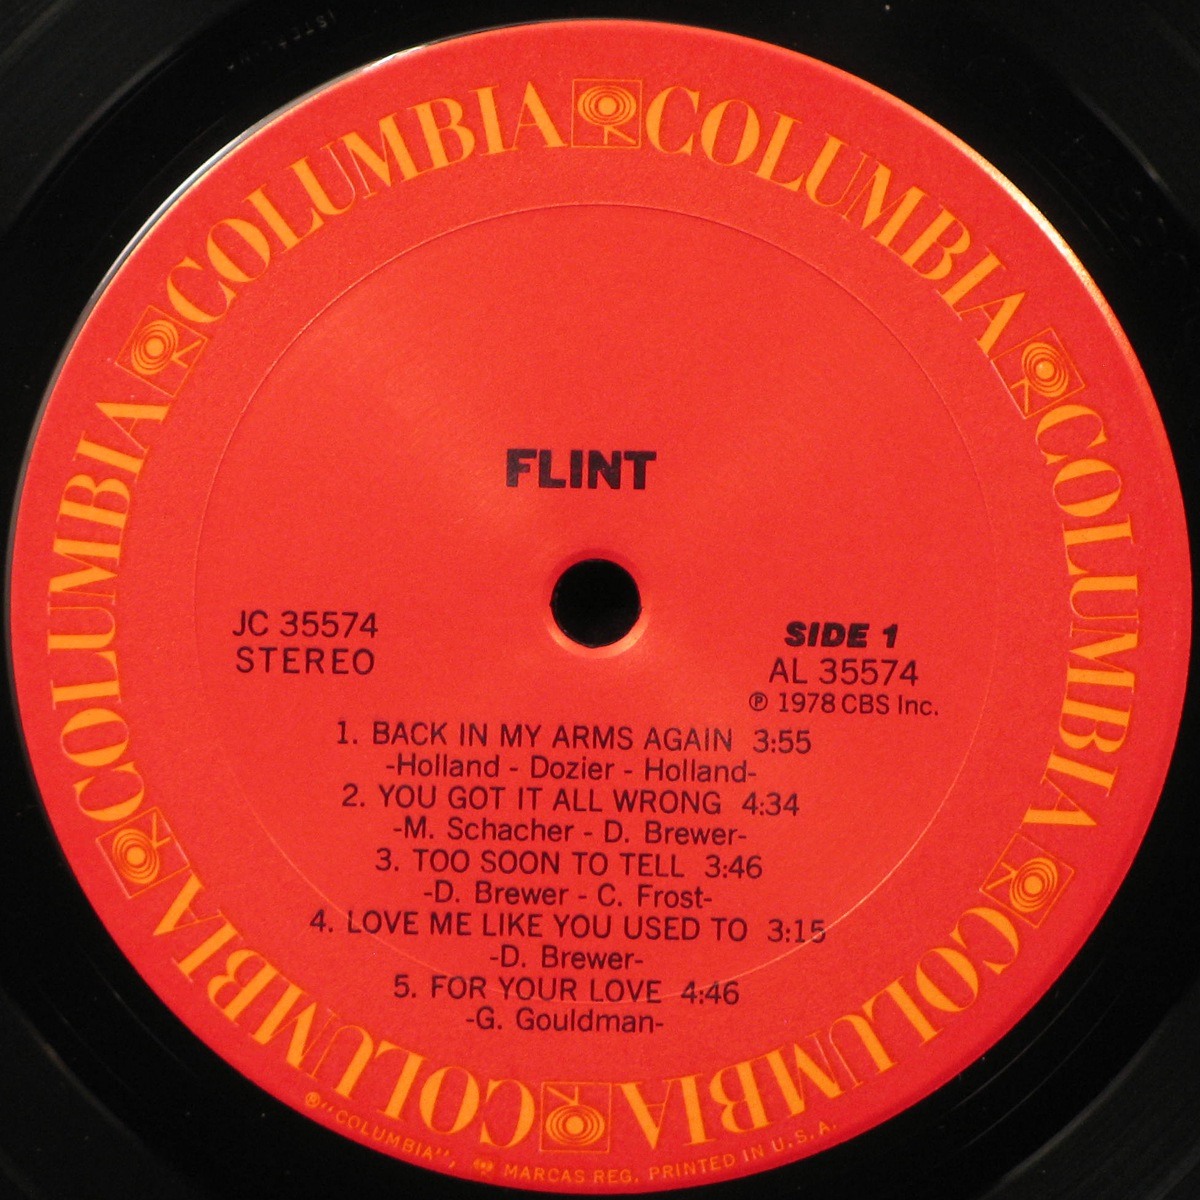 COLUMBIA COLUMBIA COLUMBIA COLUMBIA COLUMBIA COLUMBIA
FLINT
JC 35574
STEREO
SIDE 1
AL 35574
℗ 1978 CBS Inc.
1. BACK IN MY ARMS AGAIN 3:55
-Holland - Dozier - Holland-
2. YOU GOT IT ALL WRONG 4:34
-M. Schacher - D. Brewer-
3. TOO SOON TO TELL 3:46
-D. Brewer - C. Frost-
4. LOVE ME LIKE YOU USED TO 3:15
-D. Brewer-
5. FOR YOUR LOVE 4:46
-G. Gouldman-
®"COLUMBIA", MARCAS REG. PRINTED IN U.S.A.